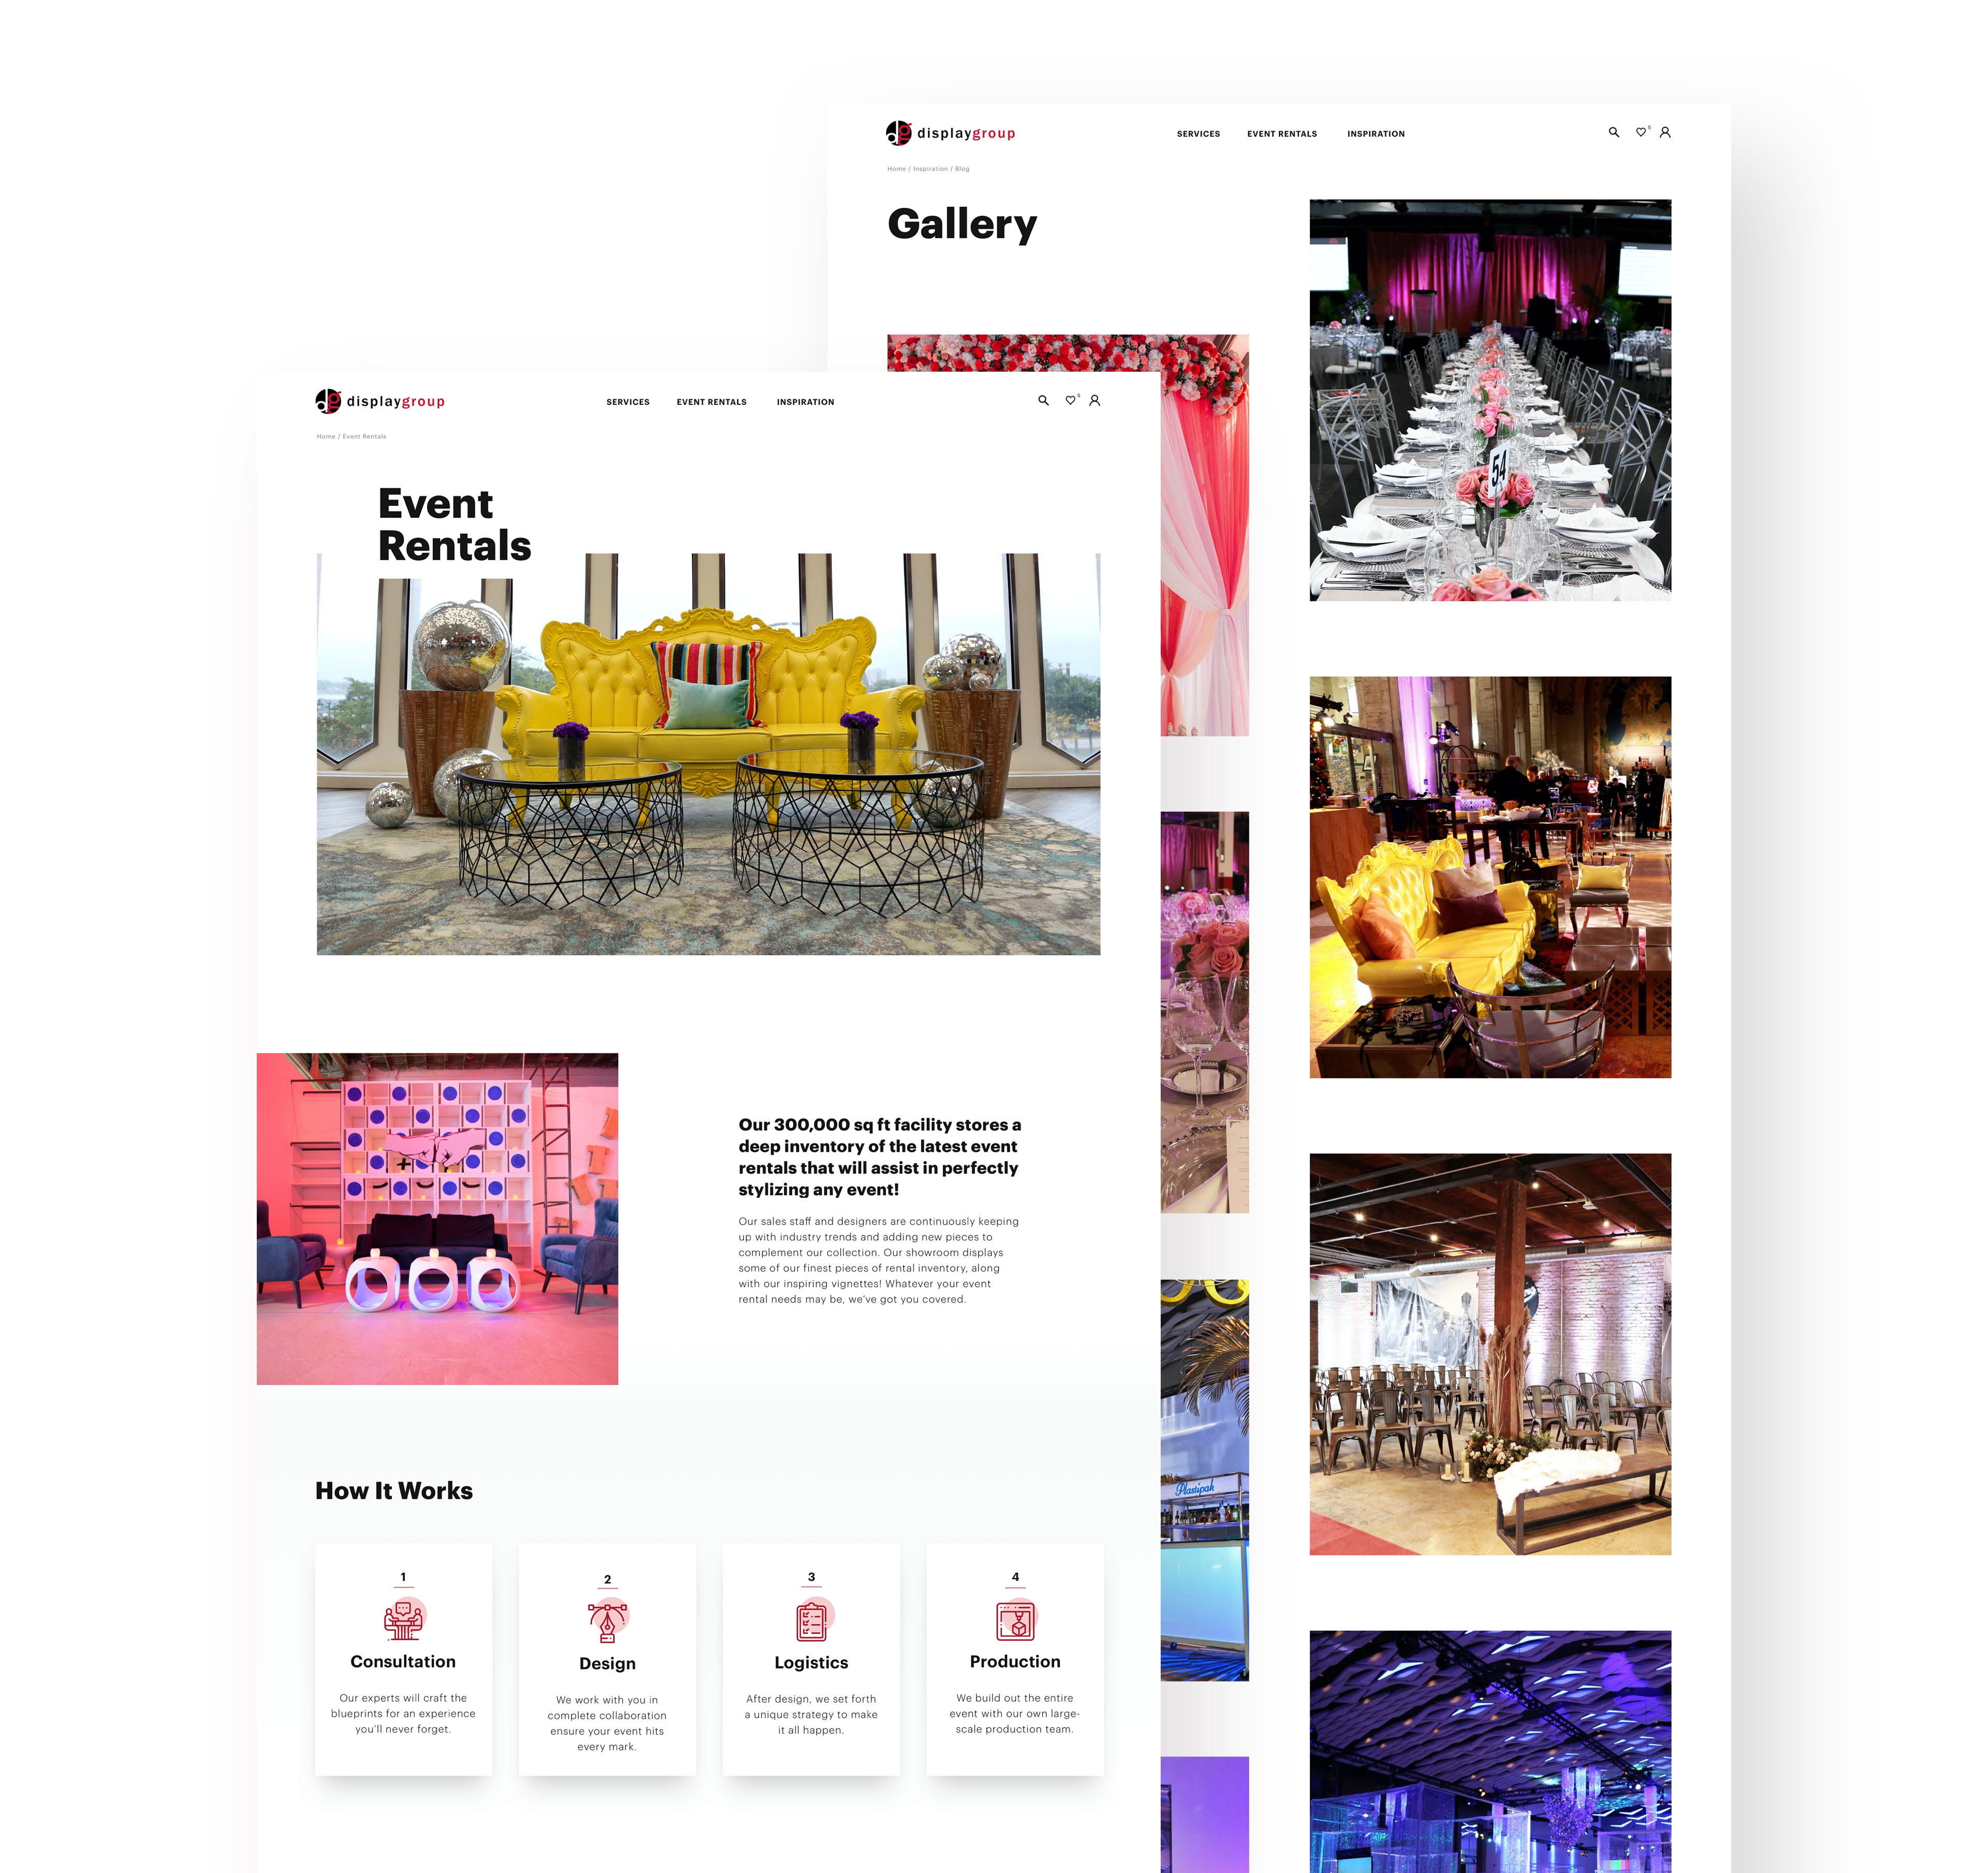 displaygroup
SERVICES
EVENT RENTALS
INSPIRATION
5
Home / Inspiration / Blog
Gallery
54
displaygroup
SERVICES
EVENT RENTALS
INSPIRATION
5
Home / Event Rentals
Event
Rentals
Our 300,000 sq ft facility stores a
deep inventory of the latest event
rentals that will assist in perfectly
stylizing any event!
Our sales staff and designers are continuously keeping
up with industry trends and adding new pieces to
complement our collection. Our showroom displays
some of our finest pieces of rental inventory, along
with our inspiring vignettes! Whatever your event
rental needs may be, we’ve got you covered.
Plastipak
How It Works
1
Consultation
Our experts will craft the
blueprints for an experience
you’ll never forget.
2
Design
We work with you in
complete collaboration
ensure your event hits
every mark.
3
Logistics
After design, we set forth
a unique strategy to make
it all happen.
4
Production
We build out the entire
event with our own large-
scale production team.